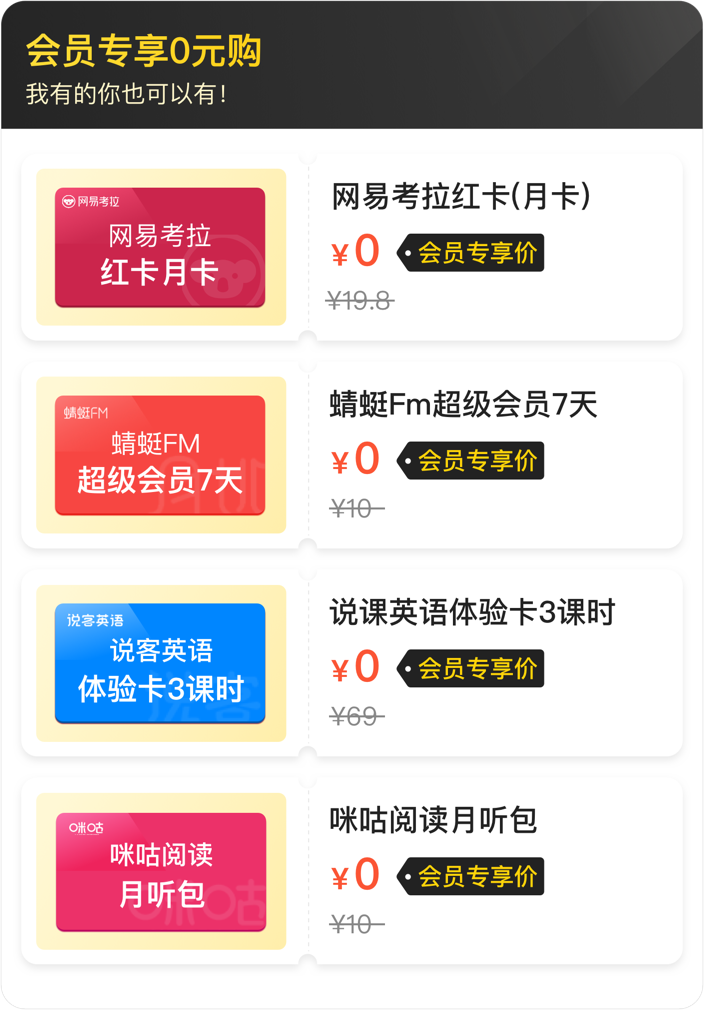 会员专享0元购
我有的你也可以有!
网易考拉
网易考拉
红卡月卡
网易考拉红卡(月卡)
¥0 会员专享价
¥19.8
蜻蜓FM
蜻蜓FM
超级会员7天
蜻蜓Fm超级会员7天
¥0 会员专享价
¥10
说客英语
说客英语
体验卡3课时
说课英语体验卡3课时
¥0 会员专享价
¥69
咪咕
咪咕阅读
月听包
咪咕阅读月听包
¥0 会员专享价
¥10